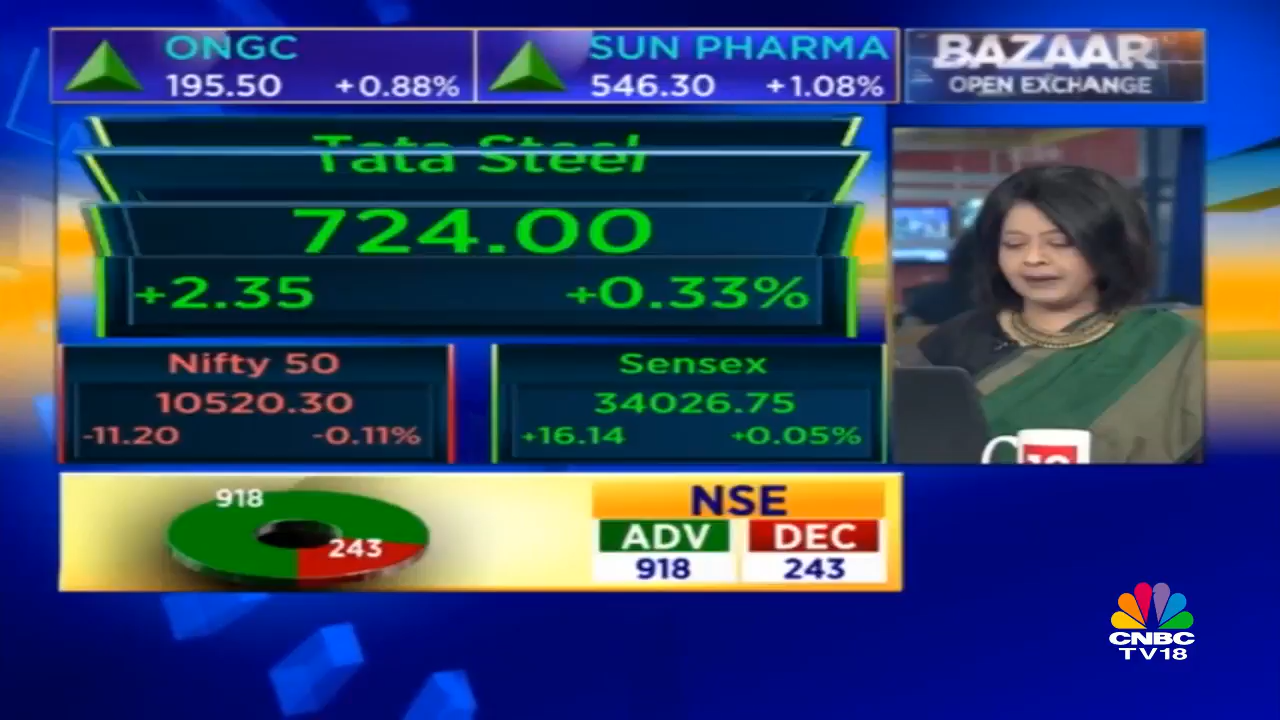 ONGC
195.50 +0.88%
SUN PHARMA
546.30 +1.08%
BAZAAR
OPEN EXCHANGE
Tata Steel
724.00
+2.35 +0.33%
Nifty 50
10520.30
-11.20 -0.11%
Sensex
34026.75
+16.14 +0.05%
918
243
NSE
ADV DEC
918 243
18
CNBC
TV18